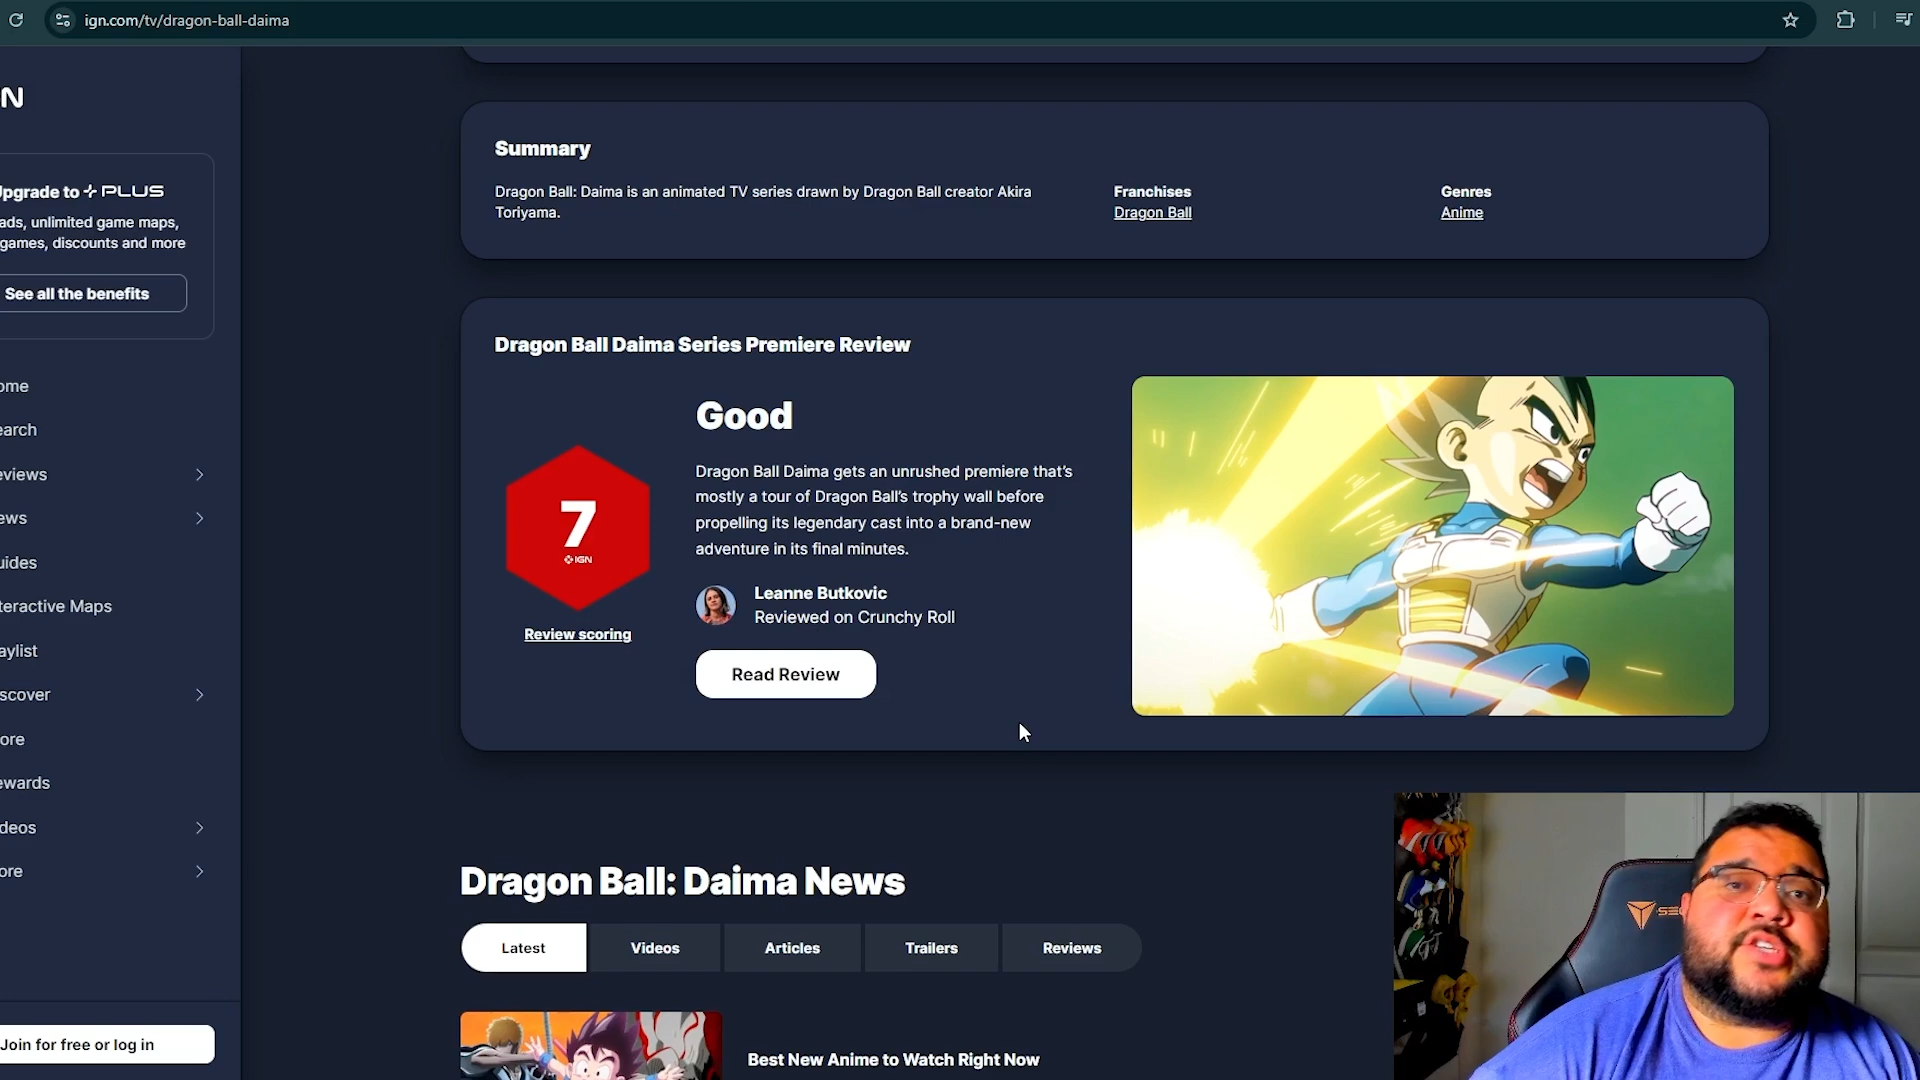 ign.com/tv/dragon-ball-daima
N
Upgrade to PLUS
ads, unlimited game maps,
games, discounts and more
See all the benefits
ome
earch
eviews
ews
uides
teractive Maps
aylist
scover
ore
ewards
deos
ore
Join for free or log in
Summary
Dragon Ball: Daima is an animated TV series drawn by Dragon Ball creator Akira
Toriyama.
Franchises
Dragon Ball
Genres
Anime
Dragon Ball Daima Series Premiere Review
7
IGN
Review scoring
Good
Dragon Ball Daima gets an unrushed premiere that's
mostly a tour of Dragon Ball's trophy wall before
propelling its legendary cast into a brand-new
adventure in its final minutes.
Leanne Butkovic
Reviewed on Crunchy Roll
Read Review
Dragon Ball: Daima News
Latest
Videos
Articles
Trailers
Reviews
Best New Anime to Watch Right Now
SE